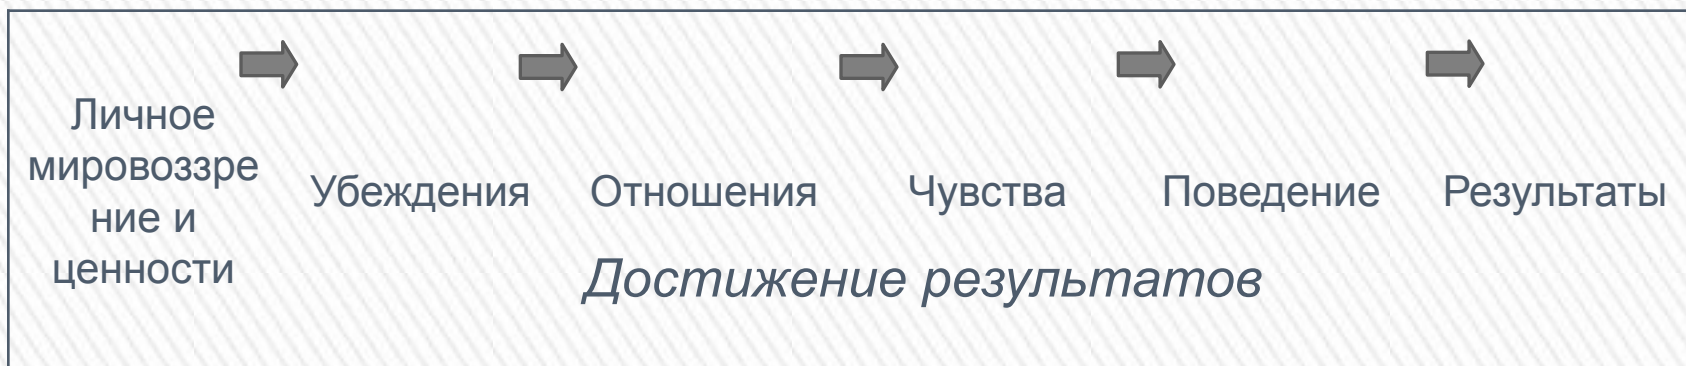 Личное
мировоззре
ние и
ценности
Убеждения
Отношения
Чувства
Поведение
Результаты
Достижение результатов